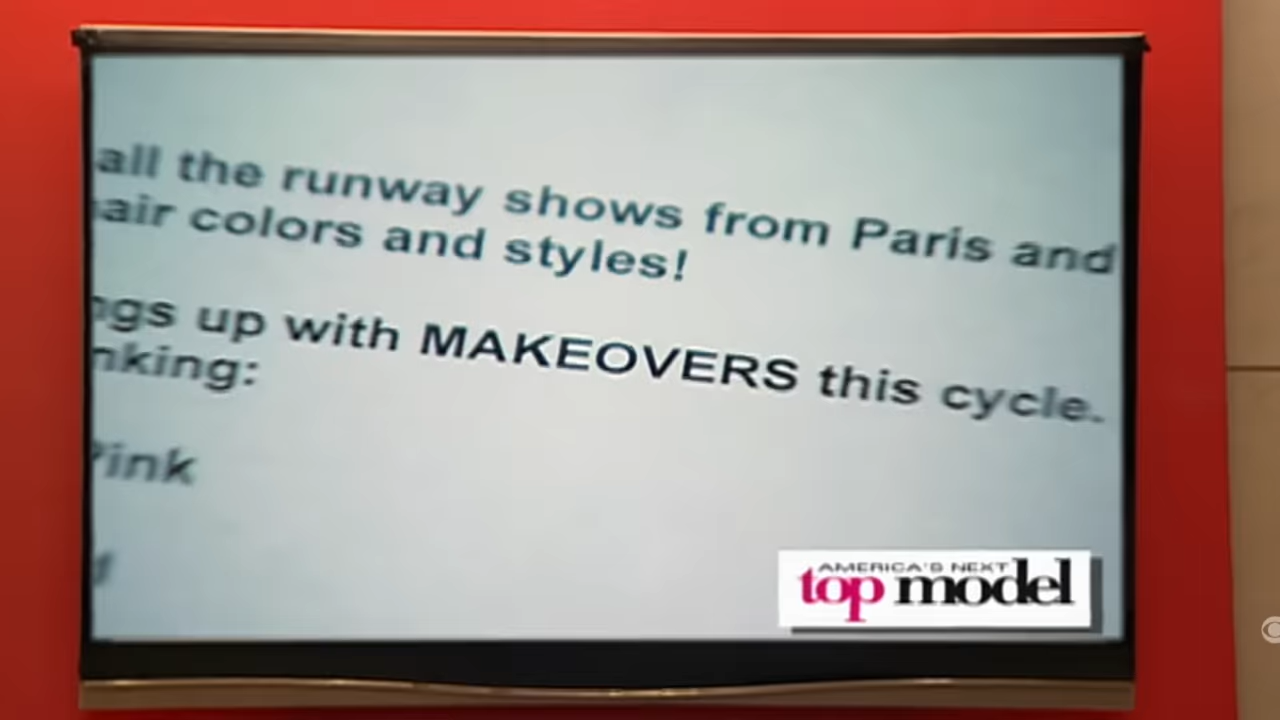 all the runway shows from Paris and
air colors and styles!
ngs up with MAKEOVERS this cycle.
nking:
Pink
AMERICA'S NEXT
top model